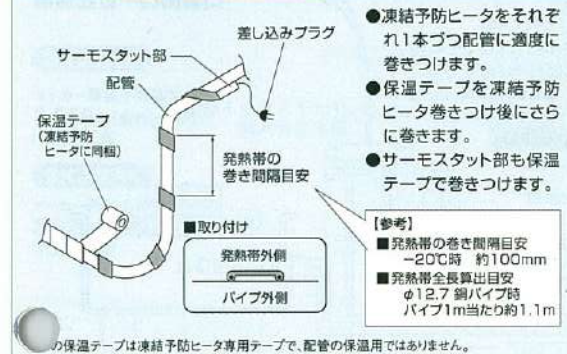 差し込みプラグ
サーモスタット部
配管
保温テープ
(凍結予防
ヒータに同梱)
発熱帯の
巻き間隔目安
■取り付け
発熱帯外側
パイプ外側
●凍結予防ヒータをそれぞ
れ1本づつ配管に適度に
巻きつけます。
●保温テープを凍結予防
ヒータ巻きつけ後にさら
に巻きます。
●サーモスタット部も保温
テープで巻きつけます。
【参考】
■発熱帯の巻き間隔目安
−20℃時 約100mm
■発熱帯全長算出目安
φ12.7 銅パイプ時
パイプ1m当たり約1.1m
の保温テープは凍結予防ヒータ専用テープで、配管の保温用ではありません。